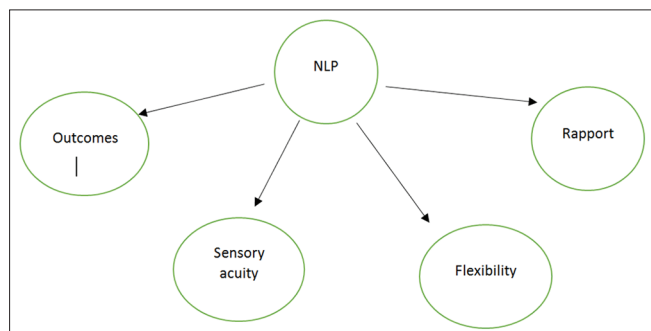 NLP
Outcomes
Rapport
Sensory
acuity
Flexibility